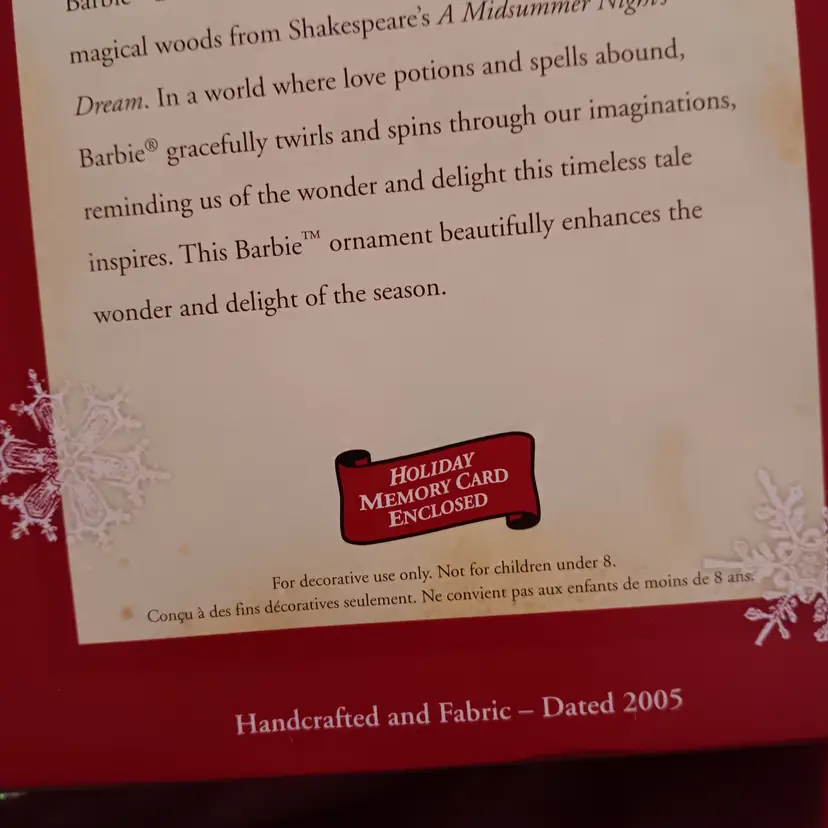 Barbie
magical woods from Shakespeare's A Midsummer Night's
Dream. In a world where love potions and spells abound,
Barbie® gracefully twirls and spins through our imaginations,
reminding us of the wonder and delight this timeless tale
inspires. This Barbie™ ornament beautifully enhances the
wonder and delight of the season.
HOLIDAY
MEMORY CARD
ENCLOSED
For decorative use only. Not for children under 8.
Conçu à des fins décoratives seulement. Ne convient pas aux enfants de moins de 8 ans.
Handcrafted and Fabric – Dated 2005